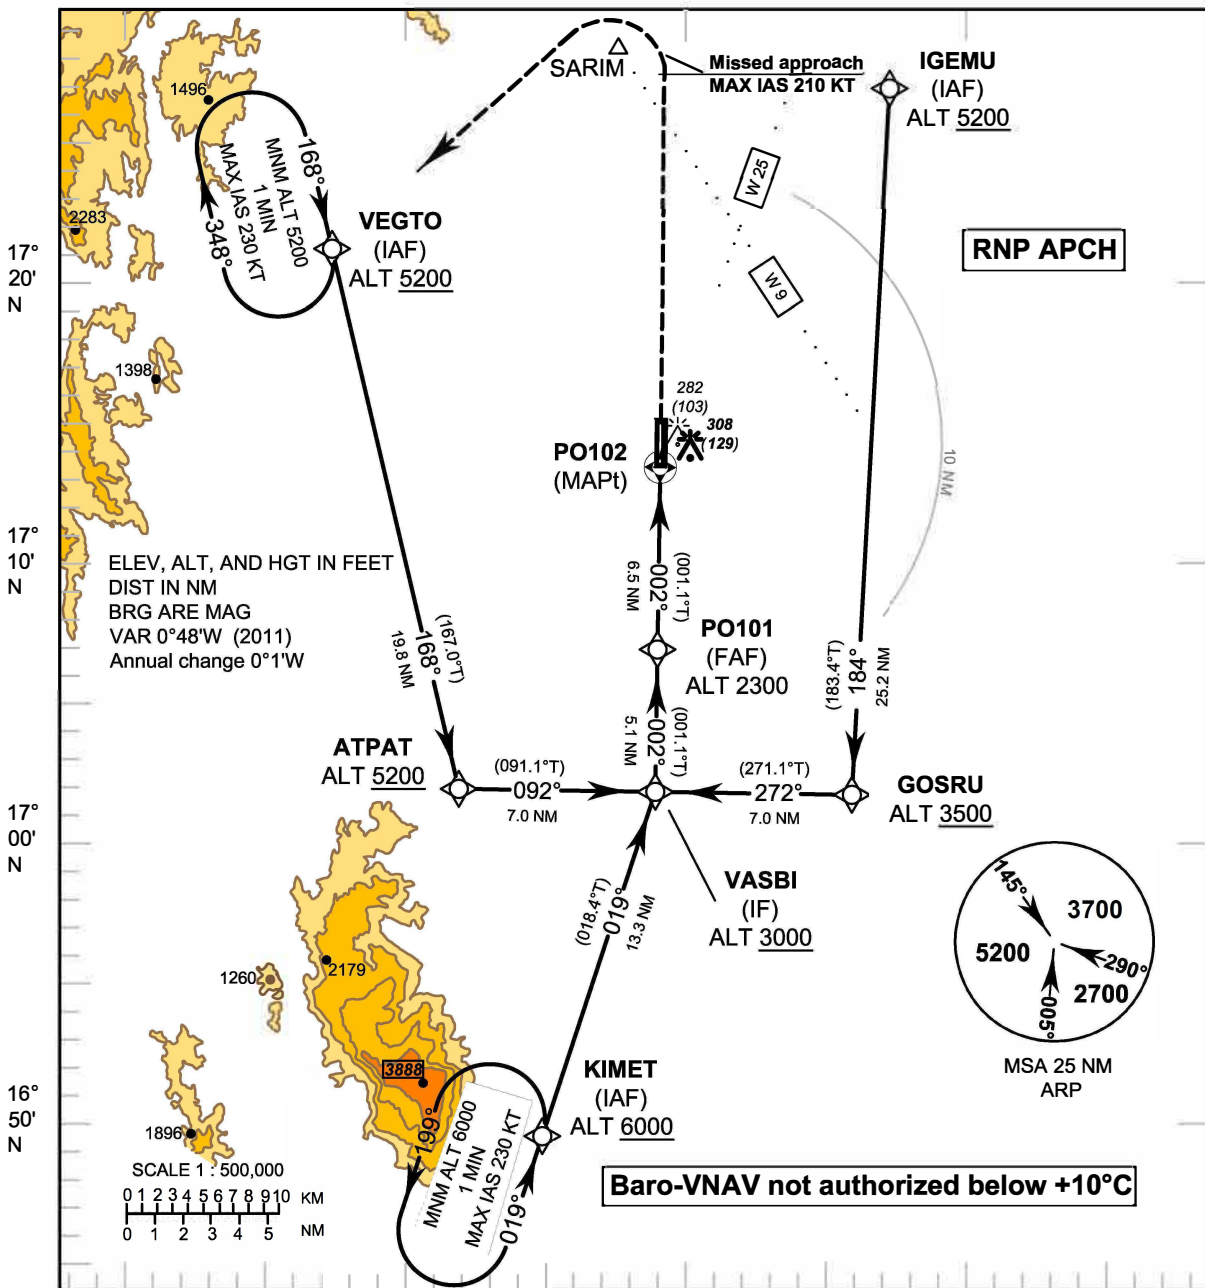 1496
SARIM
Missed approach
MAX IAS 210 KT
IGEMU
(IAF)
ALT 5200
168°
MNM ALT 5200
1 MIN
MAX IAS 230 KT
348°
2283
VEGTO
(IAF)
ALT 5200
W 25
W 9
RNP APCH
17°
20'
N
1398
282
(103)
308
(129)
PO102
(MAPt)
10 NM
17°
10'
N
ELEV, ALT, AND HGT IN FEET
DIST IN NM
BRG ARE MAG
VAR 0°48'W (2011)
Annual change 0°1'W
(001.1°T)
002°
6.5 NM
PO101
(FAF)
ALT 2300
(167.0°T)
168°
19.8 NM
(183.4°T)
184°
25.2 NM
(001.1°T)
002°
5.1 NM
ATPAT
ALT 5200
(091.1°T)
092°
7.0 NM
(271.1°T)
272°
7.0 NM
GOSRU
ALT 3500
17°
00'
N
VASBI
(IF)
ALT 3000
(018.4°T)
019°
13.3 NM
145°
3700
5200
290°
2700
005°
MSA 25 NM
ARP
2179
1260
3888
KIMET
(IAF)
ALT 6000
199°
MNM ALT 6000
1 MIN
MAX IAS 230 KT
019°
16°
50'
N
1896
SCALE 1 : 500,000
0 1 2 3 4 5 6 7 8 9 10 KM
0 1 2 3 4 5 NM
Baro-VNAV not authorized below +10°C